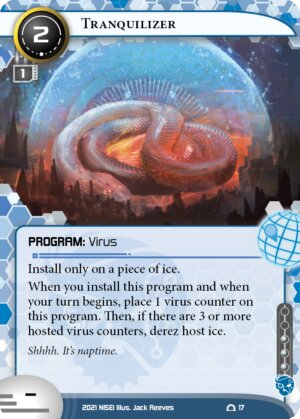 2 TRANQUILIZER
1
PROGRAM: Virus
Install only on a piece of ice.
When you install this program and when
your turn begins, place 1 virus counter on
this program. Then, if there are 3 or more
hosted virus counters, derez host ice.
Shhhh. It's naptime.
–
2021 NISEI Illus. Jack Reeves 17